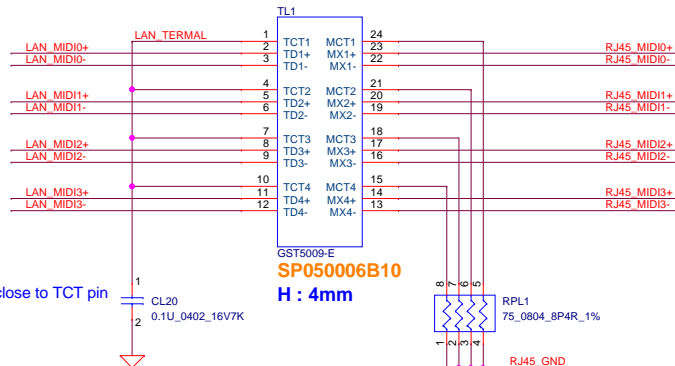 TL1
LAN_TERMAL 1 TCT1 MCT1 24
LAN_MIDI0+ 2 TD1+ MX1+ 23 RJ45_MIDI0+
LAN_MIDI0- 3 TD1- MX1- 22 RJ45_MIDI0-
4 TCT2 MCT2 21
LAN_MIDI1+ 5 TD2+ MX2+ 20 RJ45_MIDI1+
LAN_MIDI1- 6 TD2- MX2- 19 RJ45_MIDI1-
7 TCT3 MCT3 18
LAN_MIDI2+ 8 TD3+ MX3+ 17 RJ45_MIDI2+
LAN_MIDI2- 9 TD3- MX3- 16 RJ45_MIDI2-
10 TCT4 MCT4 15
LAN_MIDI3+ 11 TD4+ MX4+ 14 RJ45_MIDI3+
LAN_MIDI3- 12 TD4- MX4- 13 RJ45_MIDI3-
GST5009-E
SP050006B10
H : 4mm
close to TCT pin
1
CL20
0.1U_0402_16V7K
2
8 7 6 5
RPL1
75_0804_8P4R_1%
1 2 3 4
RJ45_GND